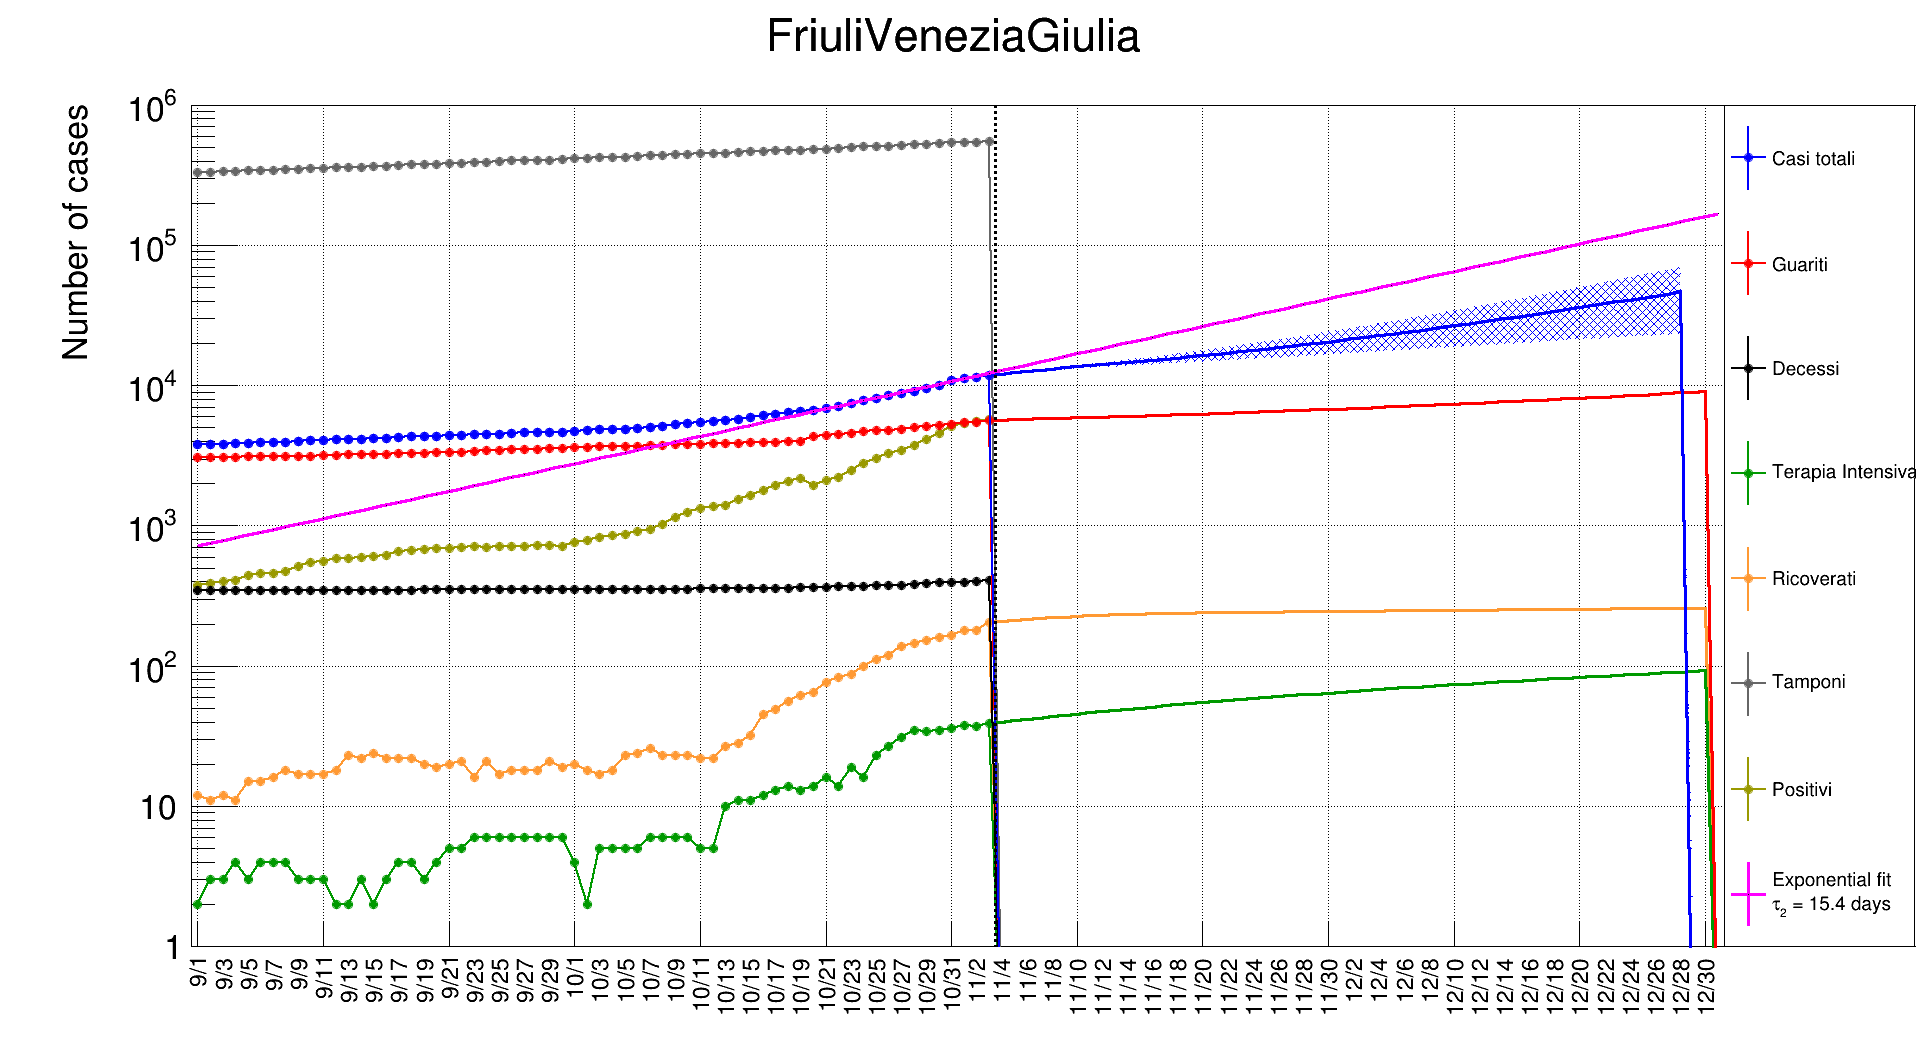 FriuliVeneziaGiulia
Number of cases
10^6
10^5
10^4
10^3
10^2
10
1
9/1 9/3 9/5 9/7 9/9 9/11 9/13 9/15 9/17 9/19 9/21 9/23 9/25 9/27 9/29 10/1 10/3 10/5 10/7 10/9 10/11 10/13 10/15 10/17 10/19 10/21 10/23 10/25 10/27 10/29 10/31 11/2 11/4 11/6 11/8 11/10 11/12 11/14 11/16 11/18 11/20 11/22 11/24 11/26 11/28 11/30 12/2 12/4 12/6 12/8 12/10 12/12 12/14 12/16 12/18 12/20 12/22 12/24 12/26 12/28 12/30
Casi totali
Guariti
Decessi
Terapia Intensiva
Ricoverati
Tamponi
Positivi
Exponential fit
τ₂ = 15.4 days